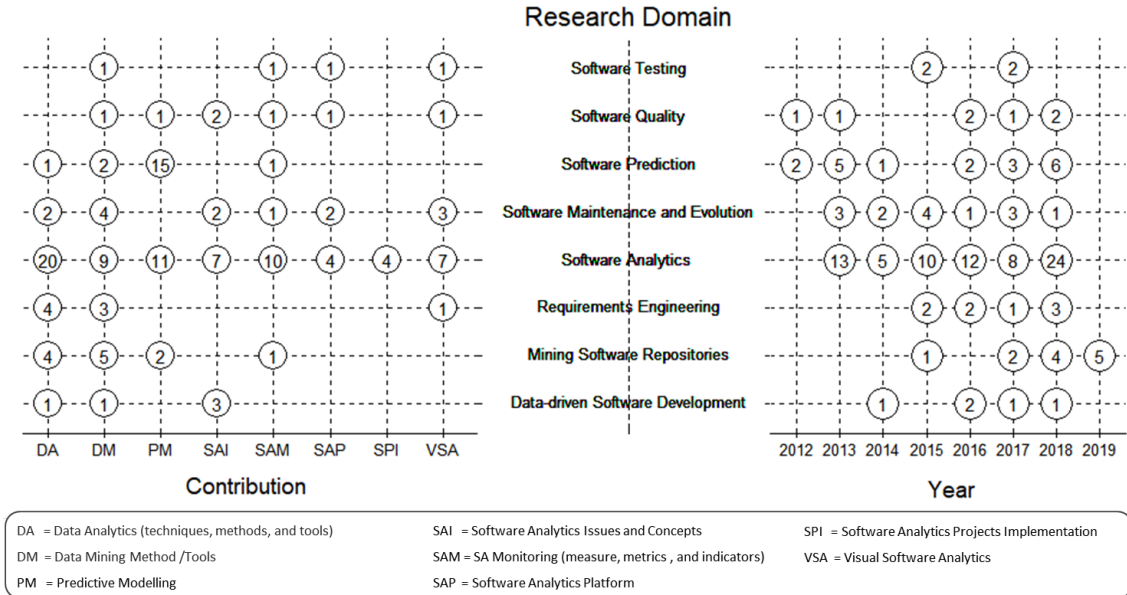 Research Domain
1 1 1 1 Software Testing 2 2
1 1 2 1 1 1 Software Quality 1 1 2 1 2
1 2 15 1 Software Prediction 2 5 1 2 3 6
2 4 2 1 2 3 Software Maintenance and Evolution 3 2 4 1 3 1
20 9 11 7 10 4 4 7 Software Analytics 13 5 10 12 8 24
4 3 1 Requirements Engineering 2 2 1 3
4 5 2 1 Mining Software Repositories 1 2 4 5
1 1 3 Data-driven Software Development 1 2 1 1
DA DM PM SAI SAM SAP SPI VSA 2012 2013 2014 2015 2016 2017 2018 2019
Contribution Year
DA = Data Analytics (techniques, methods, and tools) SAI = Software Analytics Issues and Concepts SPI = Software Analytics Projects Implementation
DM = Data Mining Method /Tools SAM = SA Monitoring (measure, metrics , and indicators) VSA = Visual Software Analytics
PM = Predictive Modelling SAP = Software Analytics Platform